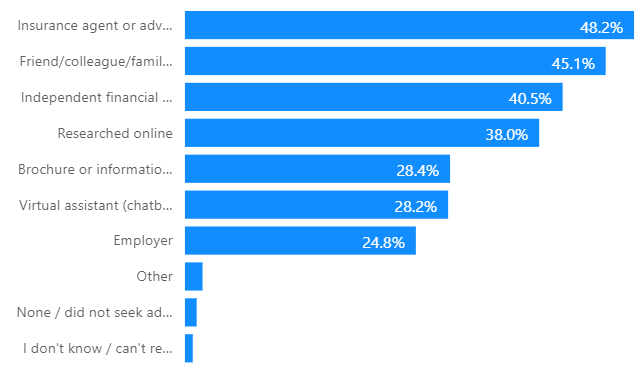 Insurance agent or adv... 48.2%
Friend/colleague/famil... 45.1%
Independent financial ... 40.5%
Researched online 38.0%
Brochure or informatio... 28.4%
Virtual assistant (chatb... 28.2%
Employer 24.8%
Other
None / did not seek ad...
I don't know / can't re...